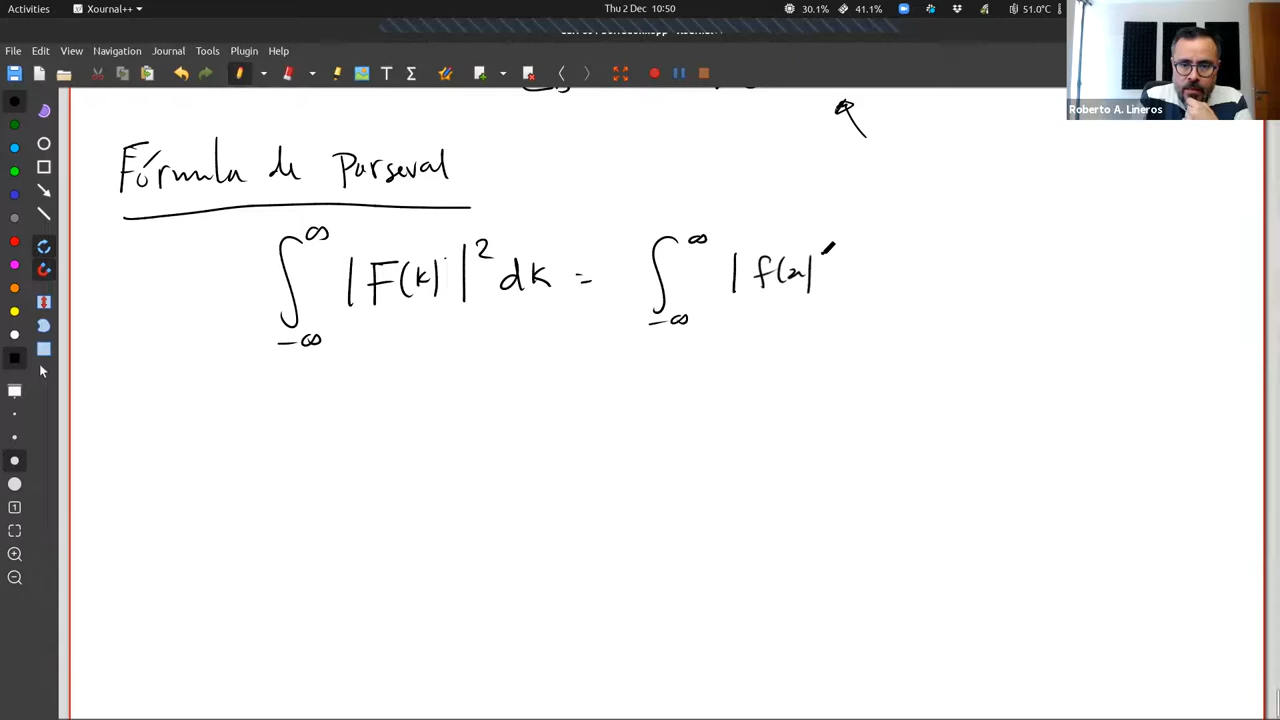 Activities Xournal++ Thu 2 Dec 10:50 30.1% 41.1% 51.0°C
File Edit View Navigation Journal Tools Plugin Help
Roberto A. Lineros
Fórmula de Parseval
∫_{-∞}^{∞} |F(k)|² dk = ∫_{-∞}^{∞} |f(x)|